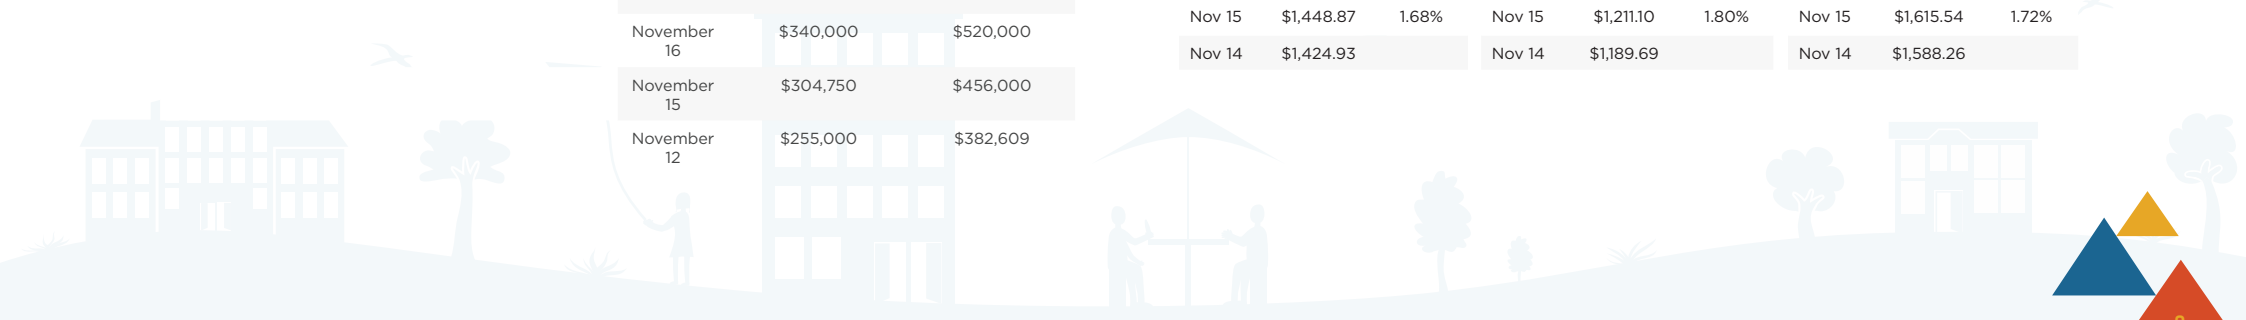 November $340,000 $520,000
16
November $304,750 $456,000
15
November $255,000 $382,609
12
Nov 15 $1,448.87 1.68% Nov 15 $1,211.10 1.80% Nov 15 $1,615.54 1.72%
Nov 14 $1,424.93 Nov 14 $1,189.69 Nov 14 $1,588.26